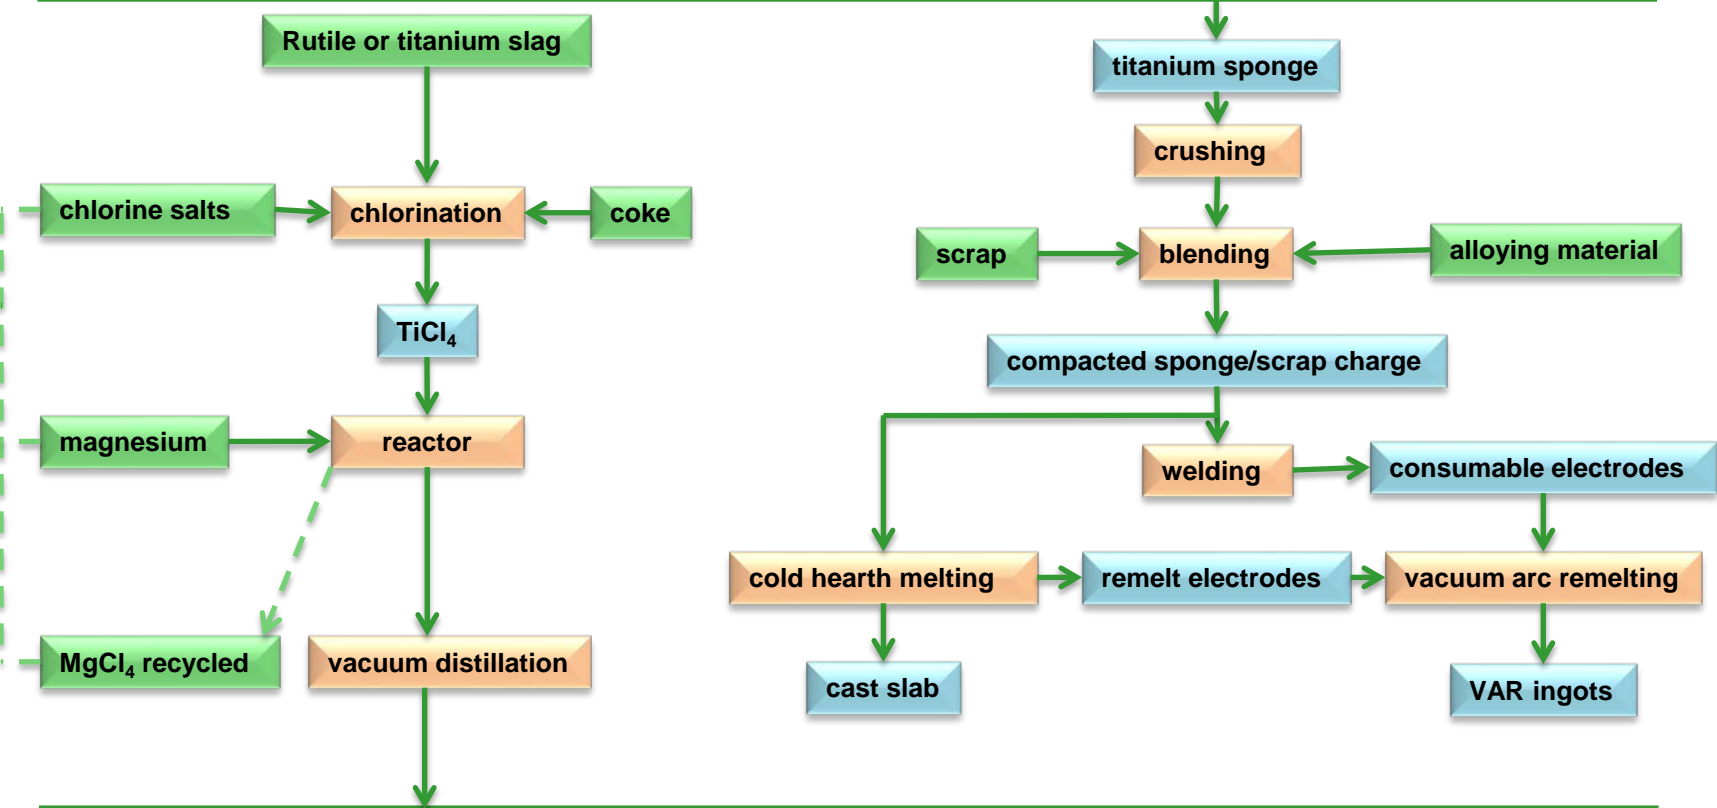 Rutile or titanium slag
chlorine salts
chlorination
coke
TiCl₄
magnesium
reactor
MgCl₄ recycled
vacuum distillation
titanium sponge
crushing
scrap
blending
alloying material
compacted sponge/scrap charge
welding
consumable electrodes
cold hearth melting
remelt electrodes
vacuum arc remelting
cast slab
VAR ingots